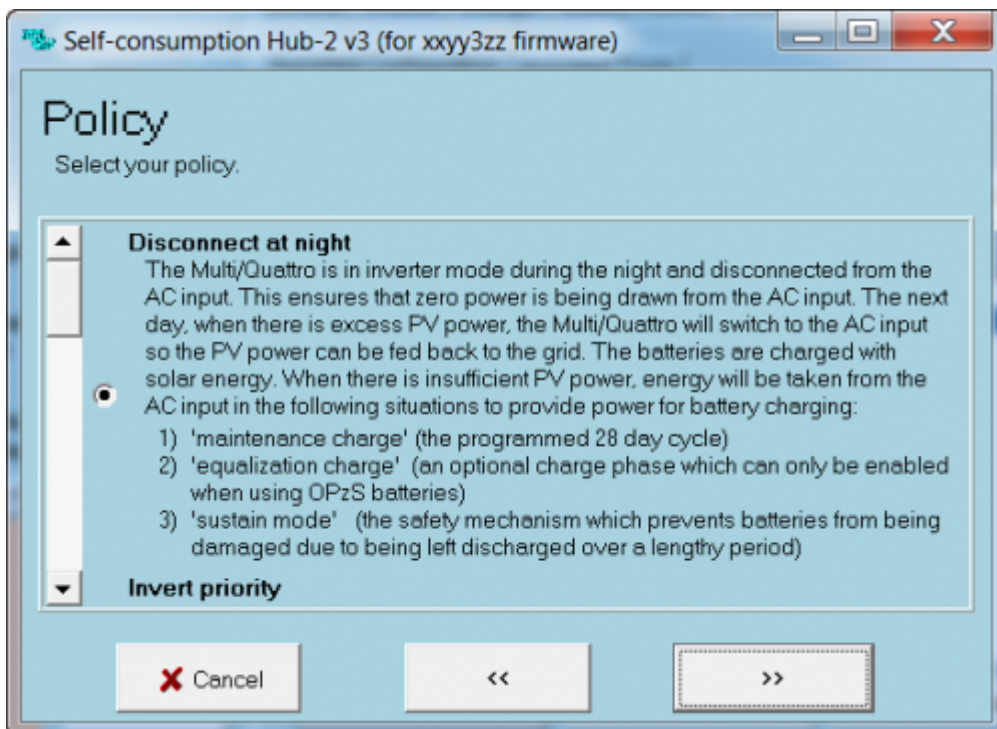 Self-consumption Hub-2 v3 (for xxyy3zz firmware)
Policy
Select your policy.
Disconnect at night
The Multi/Quattro is in inverter mode during the night and disconnected from the
AC input. This ensures that zero power is being drawn from the AC input. The next
day, when there is excess PV power, the Multi/Quattro will switch to the AC input
so the PV power can be fed back to the grid. The batteries are charged with
solar energy. When there is insufficient PV power, energy will be taken from the
AC input in the following situations to provide power for battery charging:
1) 'maintenance charge' (the programmed 28 day cycle)
2) 'equalization charge' (an optional charge phase which can only be enabled
when using OPzS batteries)
3) 'sustain mode' (the safety mechanism which prevents batteries from being
damaged due to being left discharged over a lengthy period)
Invert priority
Cancel
<<
>>